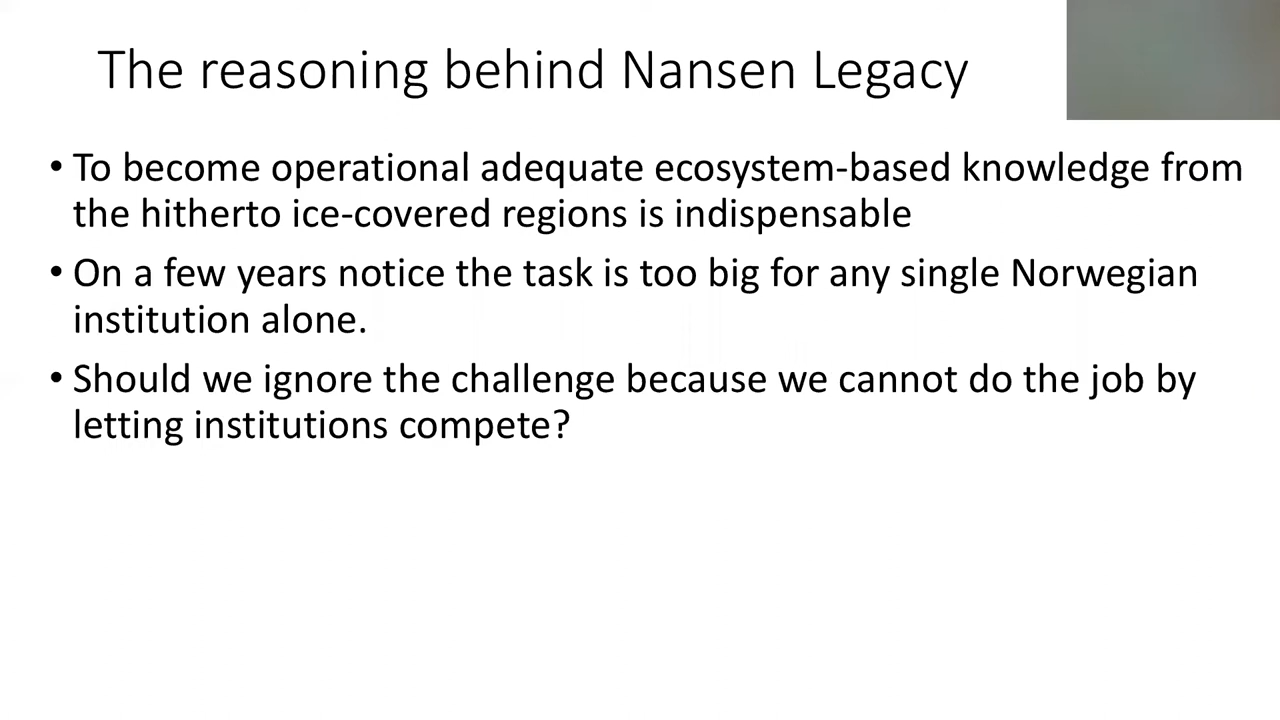 The reasoning behind Nansen Legacy
• To become operational adequate ecosystem-based knowledge from
the hitherto ice-covered regions is indispensable
• On a few years notice the task is too big for any single Norwegian
institution alone.
• Should we ignore the challenge because we cannot do the job by
letting institutions compete?